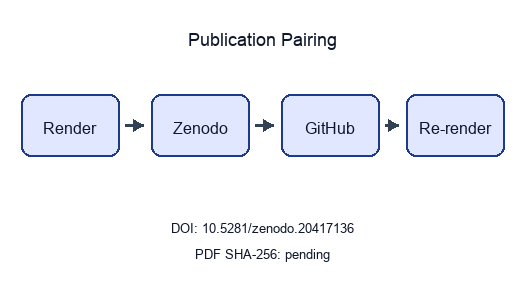 Publication Pairing
Render
Zenodo
GitHub
Re-render
DOI: 10.5281/zenodo.20417136
PDF SHA-256: pending